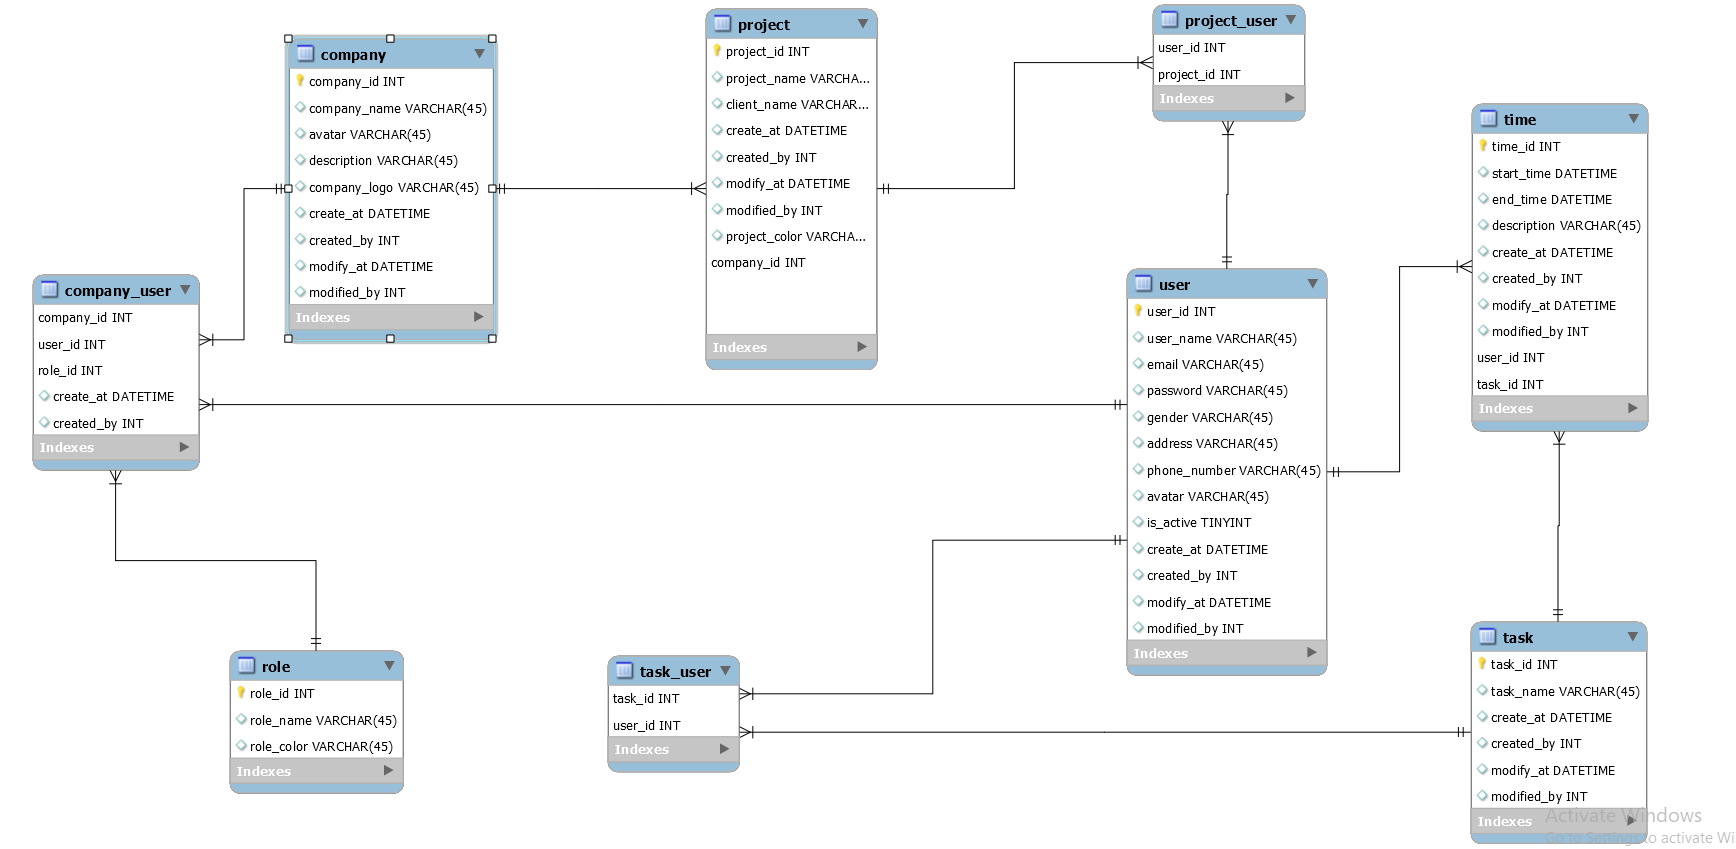 company
company_id INT
company_name VARCHAR(45)
avatar VARCHAR(45)
description VARCHAR(45)
company_logo VARCHAR(45)
create_at DATETIME
created_by INT
modify_at DATETIME
modified_by INT
Indexes
project
project_id INT
project_name VARCHA...
client_name VARCHAR...
create_at DATETIME
created_by INT
modify_at DATETIME
modified_by INT
project_color VARCHA...
company_id INT
Indexes
project_user
user_id INT
project_id INT
Indexes
time
time_id INT
start_time DATETIME
end_time DATETIME
description VARCHAR(45)
create_at DATETIME
created_by INT
modify_at DATETIME
modified_by INT
user_id INT
task_id INT
Indexes
company_user
company_id INT
user_id INT
role_id INT
create_at DATETIME
created_by INT
Indexes
user
user_id INT
user_name VARCHAR(45)
email VARCHAR(45)
password VARCHAR(45)
gender VARCHAR(45)
address VARCHAR(45)
phone_number VARCHAR(45)
avatar VARCHAR(45)
is_active TINYINT
create_at DATETIME
created_by INT
modify_at DATETIME
modified_by INT
Indexes
role
role_id INT
role_name VARCHAR(45)
role_color VARCHAR(45)
Indexes
task_user
task_id INT
user_id INT
Indexes
task
task_id INT
task_name VARCHAR(45)
create_at DATETIME
created_by INT
modify_at DATETIME
modified_by INT
Indexes
Activate Windows
Go to Settings to activate Wi